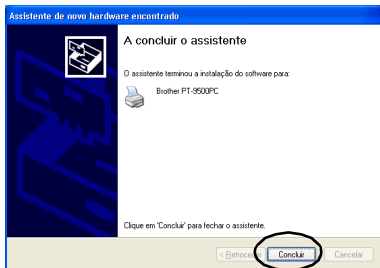 Assistente de novo hardware encontrado
A concluir o assistente
O assistente terminou a instalação do software para:
Brother PT-9500PC
Clique em 'Concluir' para fechar o assistente.
< Retroceder Concluir Cancelar